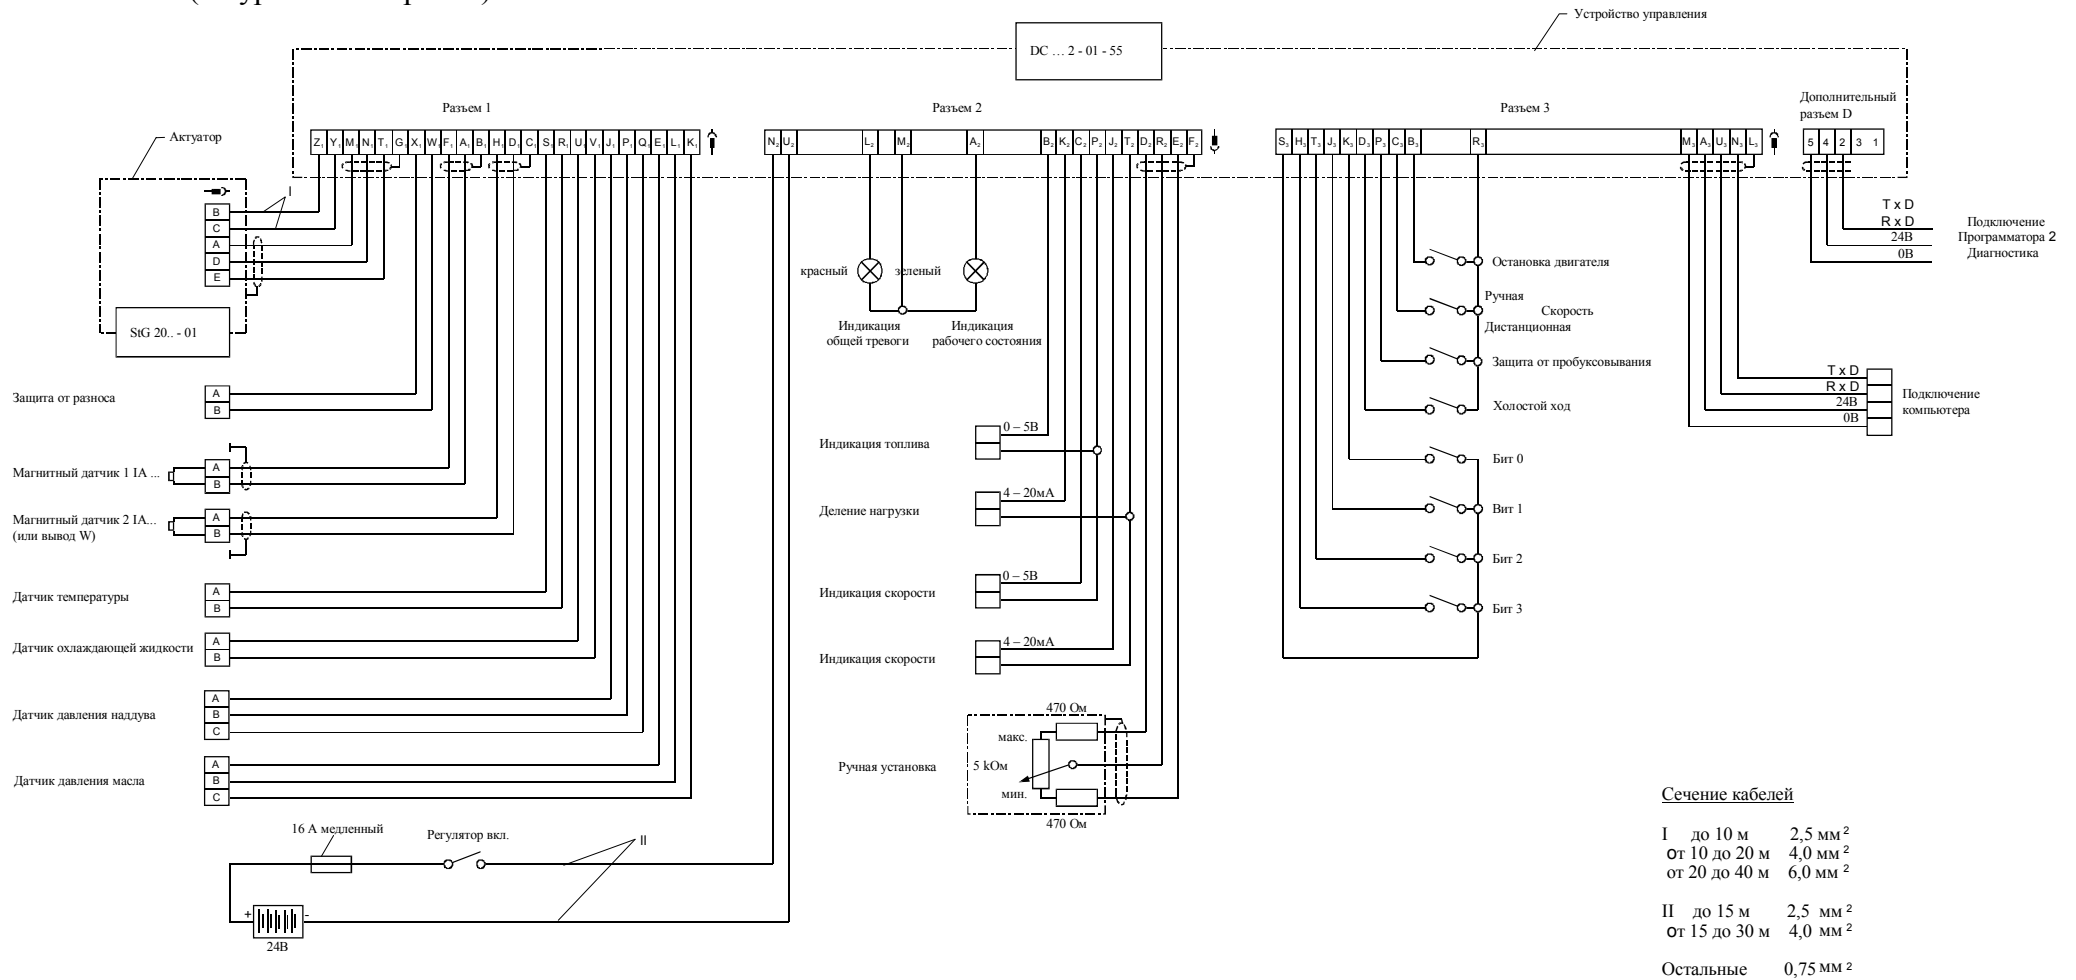 Устройство управления
DC ... 2 - 01 - 55
Разъем 1
Разъем 2
Разъем 3
Дополнительный
разъем D
Актуатор
Z1 Y1 M1 N1 T1 G1 X1 W1 F1 A1 B1 H1 D1 C1 S1 R1 U1 V1 J1 P1 Q1 E1 L1 K1
N2 U2 L2 M2 A2 B2 K2 C2 P2 J2 T2 D2 R2 E2 F2
S3 H3 T3 J3 K3 D3 P3 C3 B3 R3 M3 A3 U3 N3 L3
5 4 2 3 1
I
B
C
A
D
E
StG 20.. - 01
Защита от разноса
A
B
Магнитный датчик 1 IA ...
A
B
Магнитный датчик 2 IA...
(или вывод W)
A
B
Датчик температуры
A
B
Датчик охлаждающей жидкости
A
B
Датчик давления наддува
A
B
C
Датчик давления масла
A
B
C
16 А медленный
Регулятор вкл.
II
+
-
24В
красный
зеленый
Индикация
общей тревоги
Индикация
рабочего состояния
Индикация топлива
0 – 5В
Деление нагрузки
4 – 20мА
Индикация скорости
0 – 5В
Индикация скорости
4 – 20мА
470 Ом
макс.
Ручная установка
5 kОм
мин.
470 Ом
Остановка двигателя
Ручная
Скорость
Дистанционная
Защита от пробуксовывания
Холостой ход
Бит 0
Вит 1
Бит 2
Бит 3
T x D
R x D
24В
0В
Подключение
Программатора 2
Диагностика
T x D
R x D
24В
0В
Подключение
компьютера
Сечение кабелей
I до 10 м 2,5 мм 2
от 10 до 20 м 4,0 мм 2
от 20 до 40 м 6,0 мм 2
II до 15 м 2,5 мм 2
от 15 до 30 м 4,0 мм 2
Остальные 0,75 мм 2